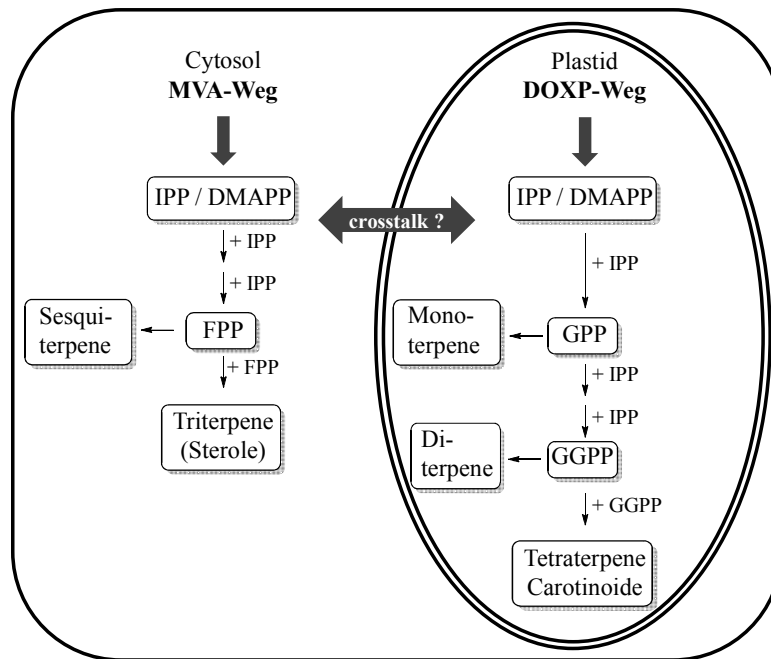 Cytosol
MVA-Weg
IPP / DMAPP
+ IPP
+ IPP
Sesqui-
terpene
FPP
+ FPP
Triterpene
(Sterole)
crosstalk ?
Plastid
DOXP-Weg
IPP / DMAPP
+ IPP
Mono-
terpene
GPP
+ IPP
+ IPP
Di-
terpene
GGPP
+ GGPP
Tetraterpene
Carotinoide